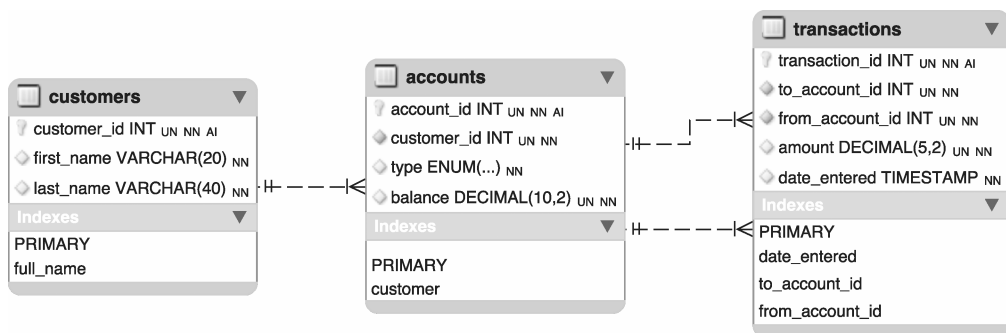 customers
customer_id INT UN NN AI
first_name VARCHAR(20) NN
last_name VARCHAR(40) NN
Indexes
PRIMARY
full_name
accounts
account_id INT UN NN AI
customer_id INT UN NN
type ENUM(...) NN
balance DECIMAL(10,2) UN NN
Indexes
PRIMARY
customer
transactions
transaction_id INT UN NN AI
to_account_id INT UN NN
from_account_id INT UN NN
amount DECIMAL(5,2) UN NN
date_entered TIMESTAMP NN
Indexes
PRIMARY
date_entered
to_account_id
from_account_id